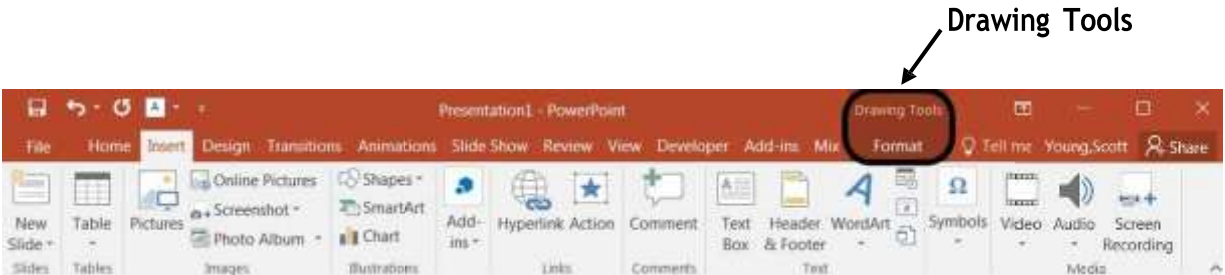 Drawing Tools
Presentation1 - PowerPoint Drawing Tools
File Home Insert Design Transitions Animations Slide Show Review View Developer Add-ins Mix Format Tell me Young,Scott Share
Online Pictures Shapes
Screenshot SmartArt
New Table Pictures Photo Album Chart Add- Hyperlink Action Comment Text Header WordArt Symbols Video Audio Screen
Slide ins Box & Footer Recording
Slides Tables Images Illustrations Links Comments Text Media